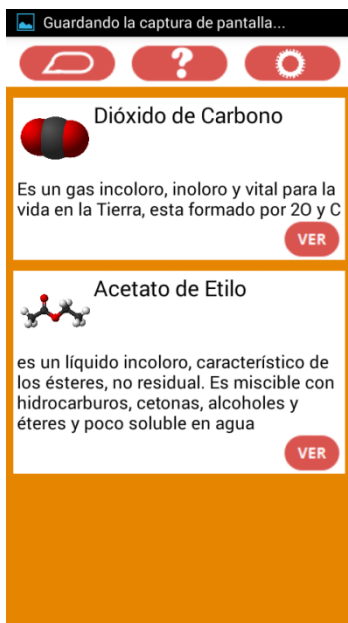 Guardando la captura de pantalla...
?
Dióxido de Carbono
Es un gas incoloro, inoloro y vital para la
vida en la Tierra, esta formado por 2O y C
VER
Acetato de Etilo
es un líquido incoloro, característico de
los ésteres, no residual. Es miscible con
hidrocarburos, cetonas, alcoholes y
éteres y poco soluble en agua
VER